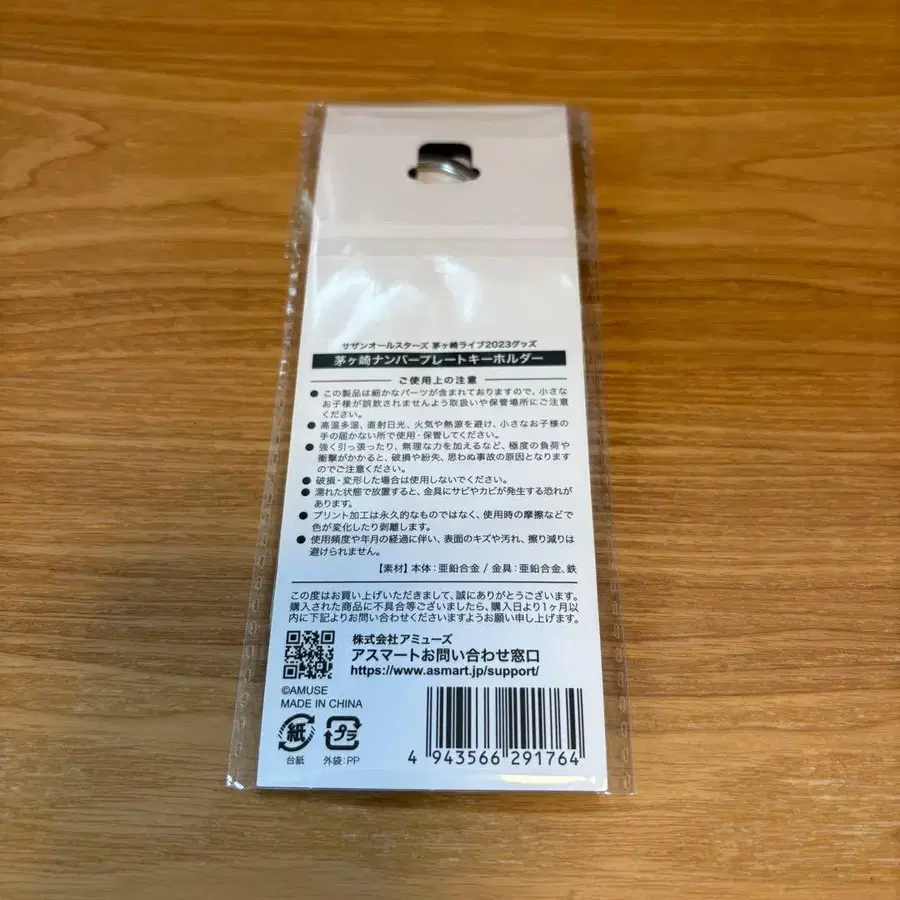 サザンオールスターズ 茅ヶ崎ライブ2023グッズ
茅ヶ崎ナンバープレートキーホルダー
ご使用上の注意
● この製品は細かなパーツが含まれておりますので、小さな
お子様が誤飲されませんよう取扱いや保管場所にご注意
ください。
● 高温多湿、直射日光、火気や熱源を避け、小さなお子様の
手の届かない所で使用・保管してください。
● 強く引っ張ったり、無理な力を加えるなど、極度の負荷や
衝撃がかかると、破損や紛失、思わぬ事故の原因となります
のでご注意ください。
● 破損・変形した場合は使用しないでください。
● 濡れた状態で放置すると、金具にサビやカビが発生する恐れが
あります。
● プリント加工は永久的なものではなく、使用時の摩擦などで
色が変化したり剥離します。
● 使用頻度や年月の経過に伴い、表面のキズや汚れ、擦り減りは
避けられません。
【素材】本体：亜鉛合金 / 金具：亜鉛合金、鉄
この度はお買い上げいただきまして、誠にありがとうございます。
購入された商品に不具合等ございましたら、購入日より1ヶ月以
内に下記よりお問い合わせくださいますようお願い申し上げます。
株式会社アミューズ
アスマートお問い合わせ窓口
https://www.asmart.jp/support/
©AMUSE
MADE IN CHINA
紙 プラ
台紙 外袋：PP
4 943566 291764